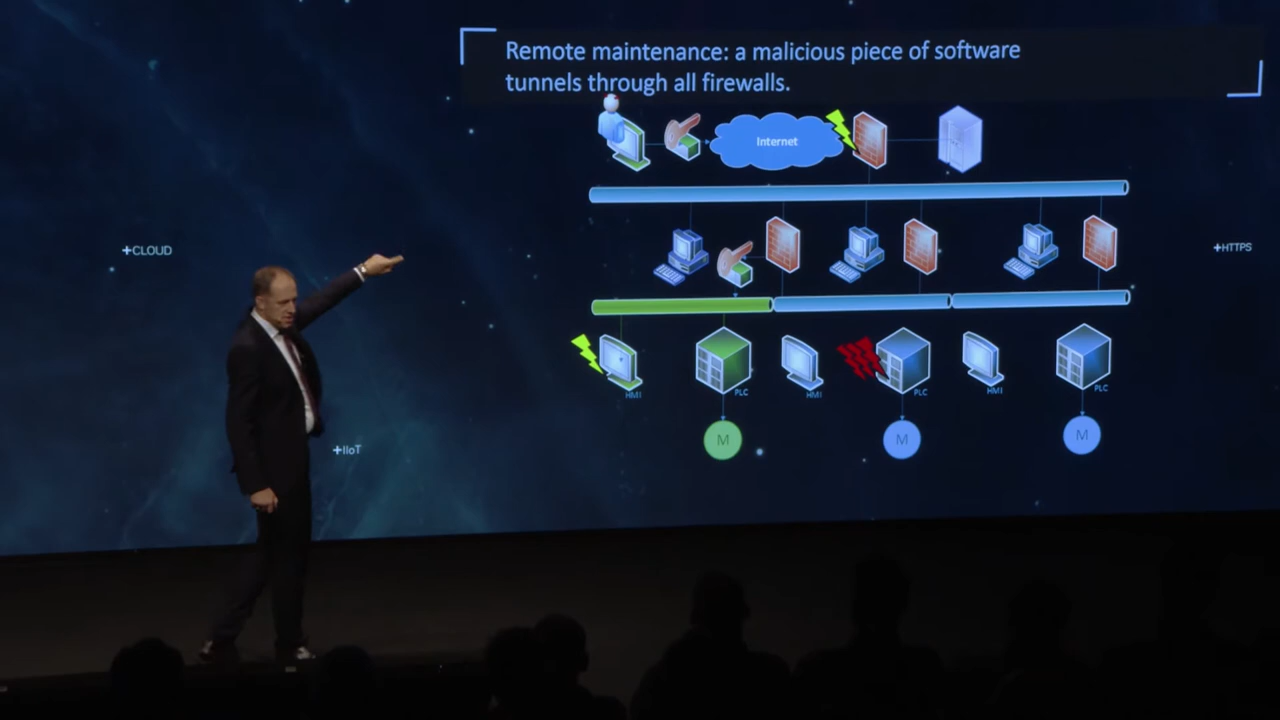 Remote maintenance: a malicious piece of software
tunnels through all firewalls.
Internet
+CLOUD
+HTTPS
HMI
PLC
HMI
PLC
HMI
PLC
M
M
M
+IIoT